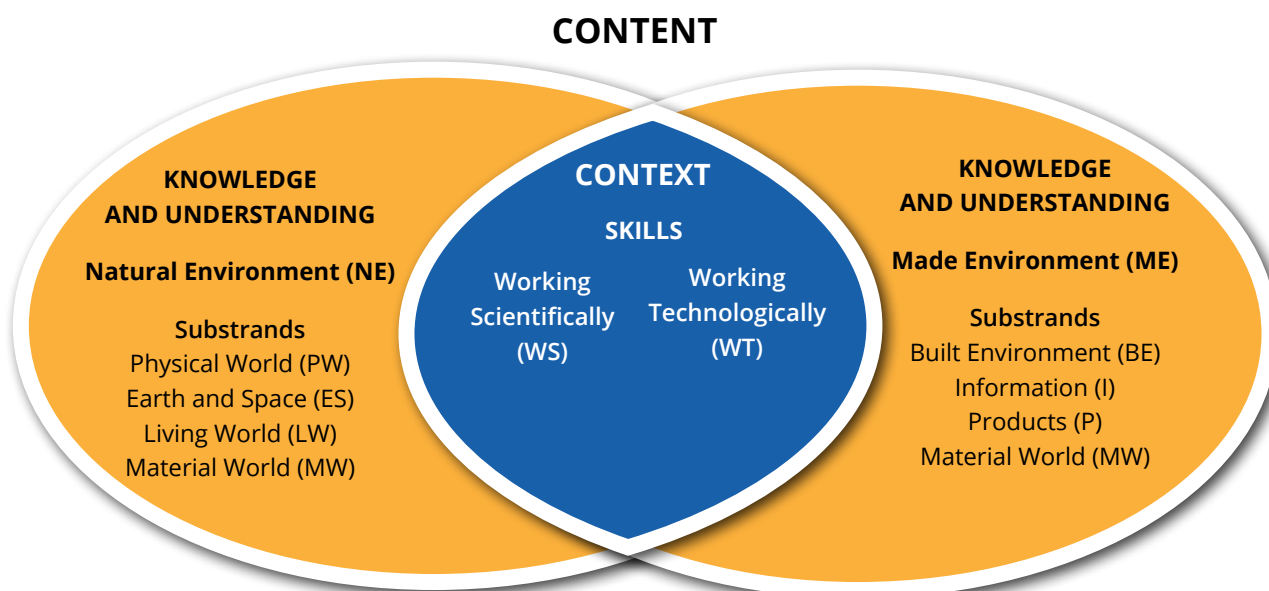 CONTENT
KNOWLEDGE
AND UNDERSTANDING
Natural Environment (NE)
Substrands
Physical World (PW)
Earth and Space (ES)
Living World (LW)
Material World (MW)
CONTEXT
SKILLS
Working
Scientifically
(WS)
Working
Technologically
(WT)
KNOWLEDGE
AND UNDERSTANDING
Made Environment (ME)
Substrands
Built Environment (BE)
Information (I)
Products (P)
Material World (MW)